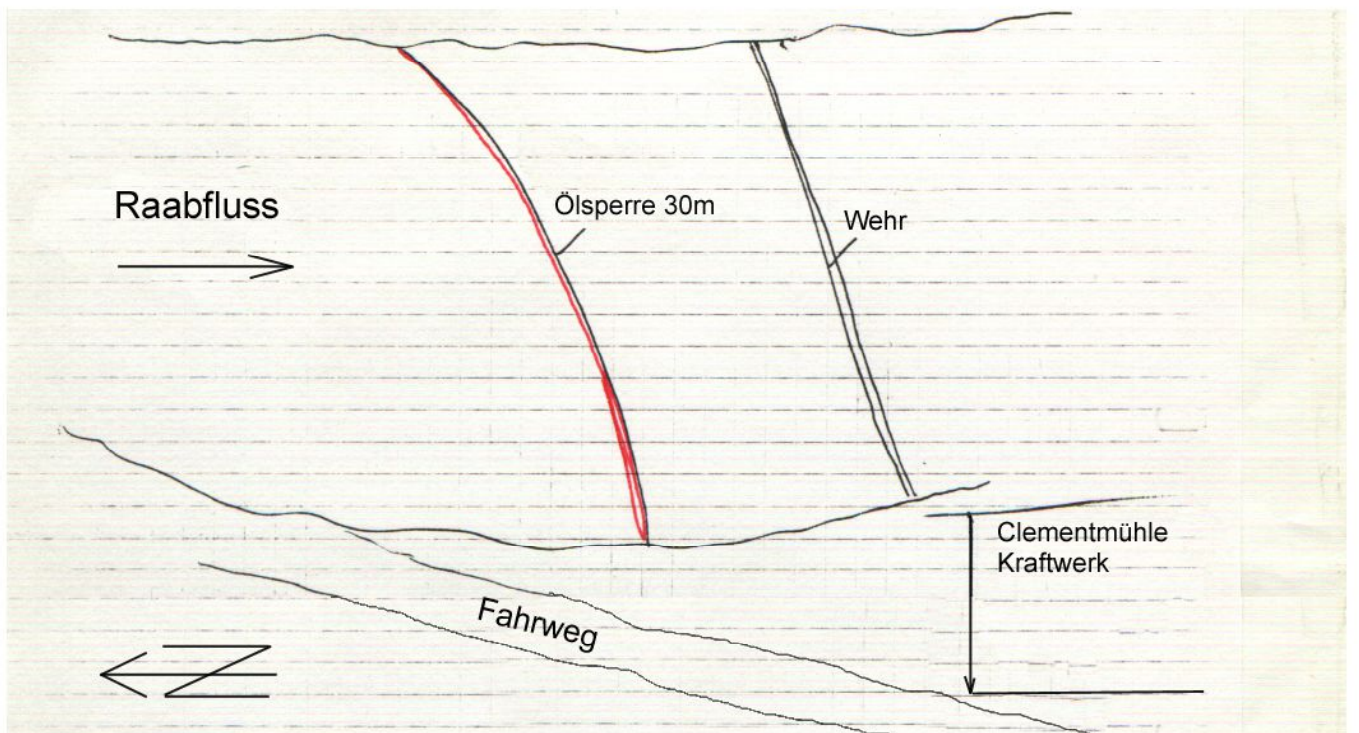 Raabfluss
Ölsperre 30m
Wehr
Clementmühle
Kraftwerk
Fahrweg
N